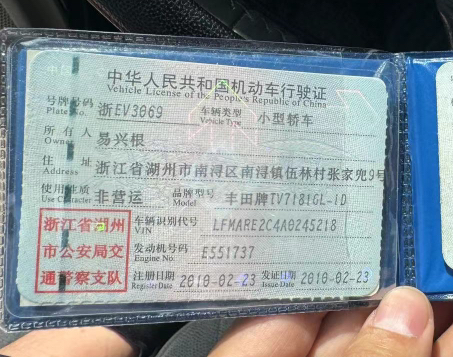 中华人民共和国机动车行驶证
Vehicle License of the People's Republic of China
号牌号码 浙EV3069 车辆类型 小型轿车
Plate No. Vehicle Type
所有人 易兴根
Owner
住址 浙江省湖州市南浔区南浔镇伍林村张家兜9号
Address
使用性质 非营运 品牌型号 丰田牌TV7181GL-ID
Use Character Model
浙江省湖州 车辆识别代号 LFMARE2C4A0245218
VIN
市公安局交 发动机号码 E551737
Engine No.
通警察支队 注册日期 2010-02-23 发证日期 2010-02-23
Register Date Issue Date